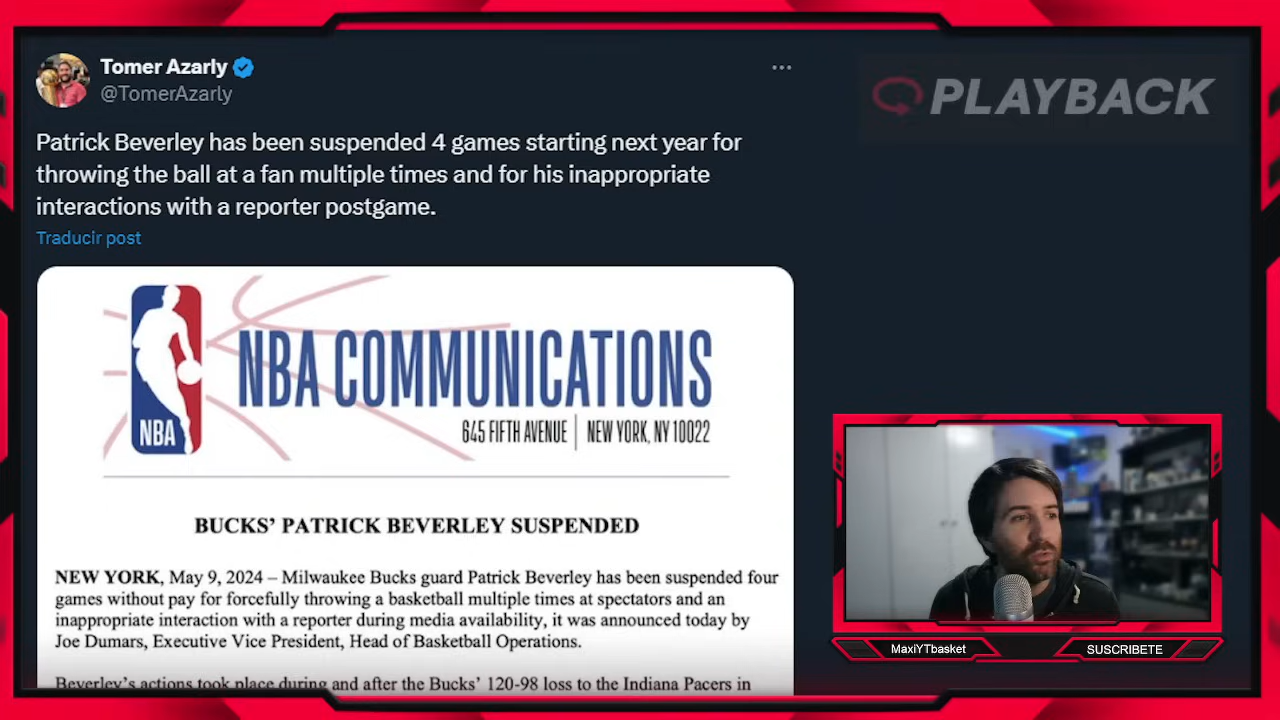 Tomer Azarly
@TomerAzarly
PLAYBACK
Patrick Beverley has been suspended 4 games starting next year for
throwing the ball at a fan multiple times and for his inappropriate
interactions with a reporter postgame.
Traducir post
NBA
NBA COMMUNICATIONS
645 FIFTH AVENUE | NEW YORK, NY 10022
BUCKS' PATRICK BEVERLEY SUSPENDED
NEW YORK, May 9, 2024 – Milwaukee Bucks guard Patrick Beverley has been suspended four
games without pay for forcefully throwing a basketball multiple times at spectators and an
inappropriate interaction with a reporter during media availability, it was announced today by
Joe Dumars, Executive Vice President, Head of Basketball Operations.
Beverley's actions took place during and after the Bucks' 120-98 loss to the Indiana Pacers in
MaxiYTbasket
SUSCRIBETE